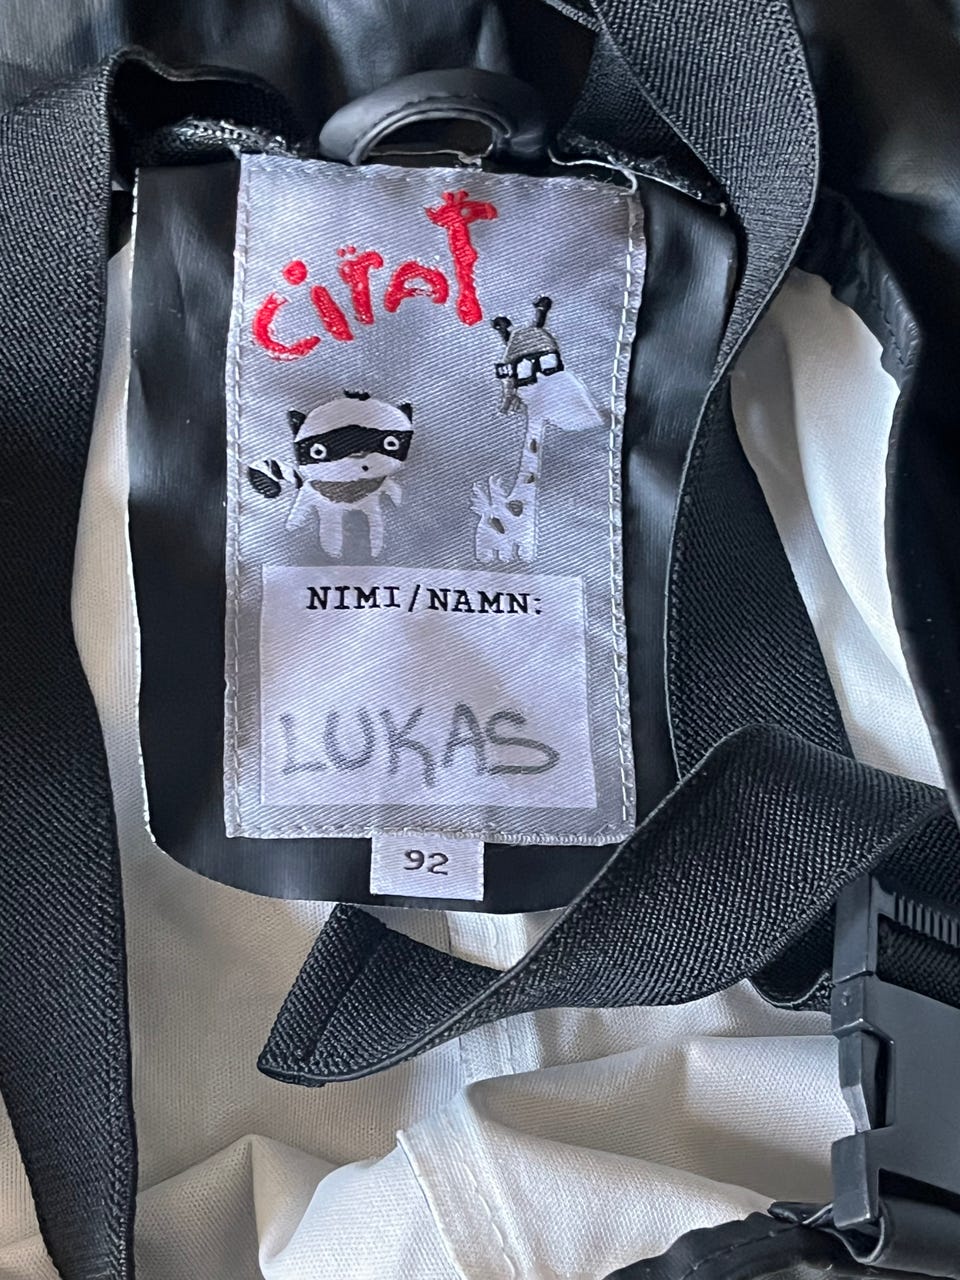 ciraf
NIMI/NAMN:
LUKAS
92